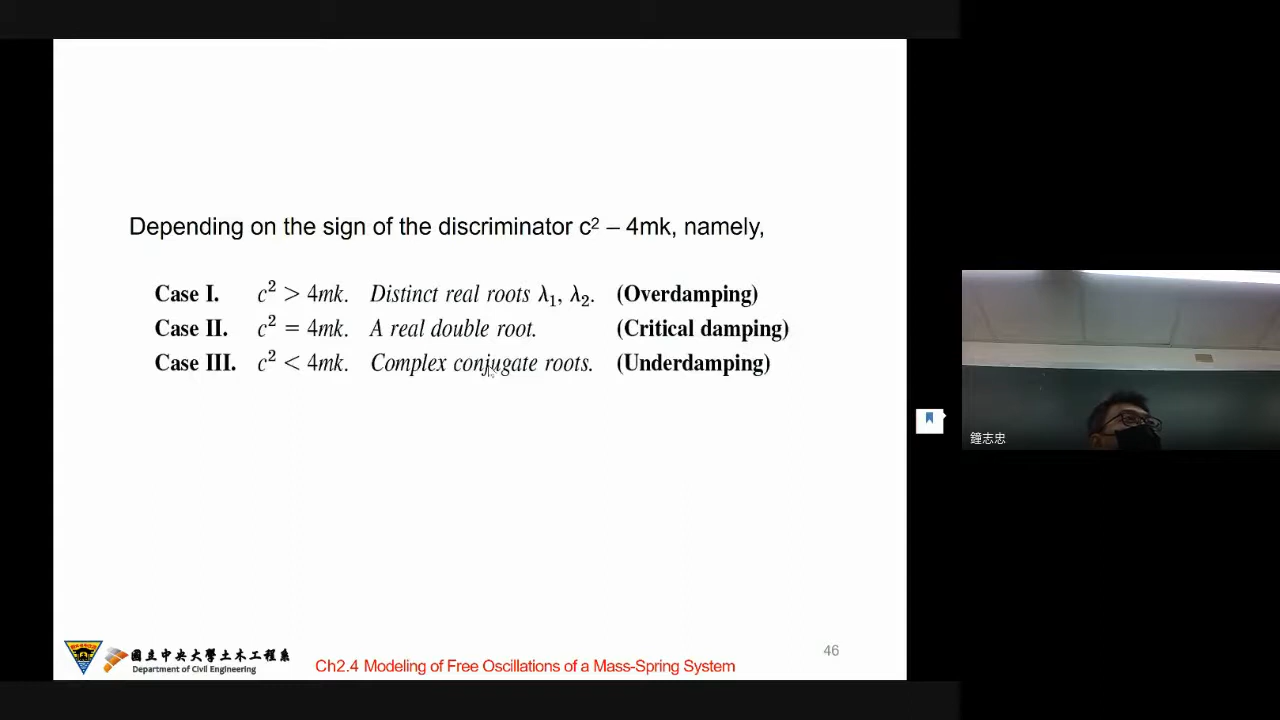 Depending on the sign of the discriminator c² – 4mk, namely,
Case I. c² > 4mk. Distinct real roots λ₁, λ₂. (Overdamping)
Case II. c² = 4mk. A real double root. (Critical damping)
Case III. c² < 4mk. Complex conjugate roots. (Underdamping)
鐘志忠
國立中央大學土木工程系
Department of Civil Engineering
Ch2.4 Modeling of Free Oscillations of a Mass-Spring System
46